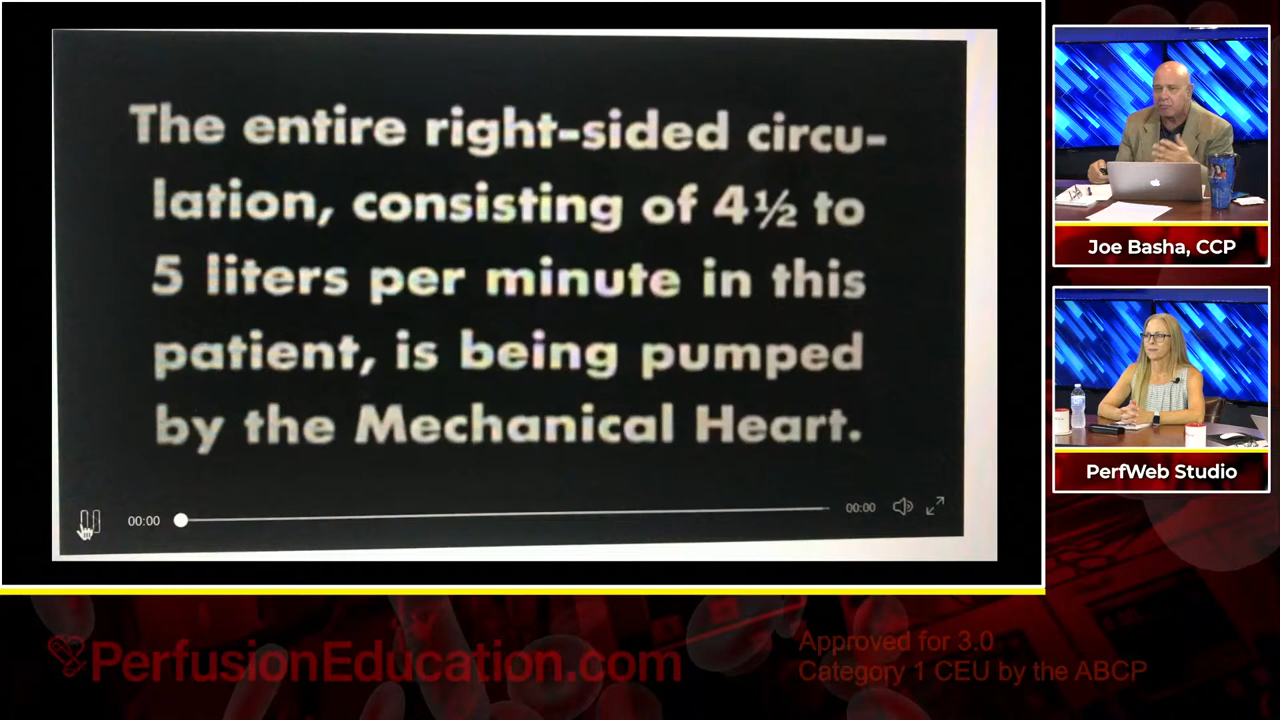 The entire right-sided circu-
lation, consisting of 4½ to
5 liters per minute in this
patient, is being pumped
by the Mechanical Heart.
00:00
00:00
Joe Basha, CCP
PerfWeb Studio
PerfusionEducation.com
Approved for 3.0
Category 1 CEU by the ABCP